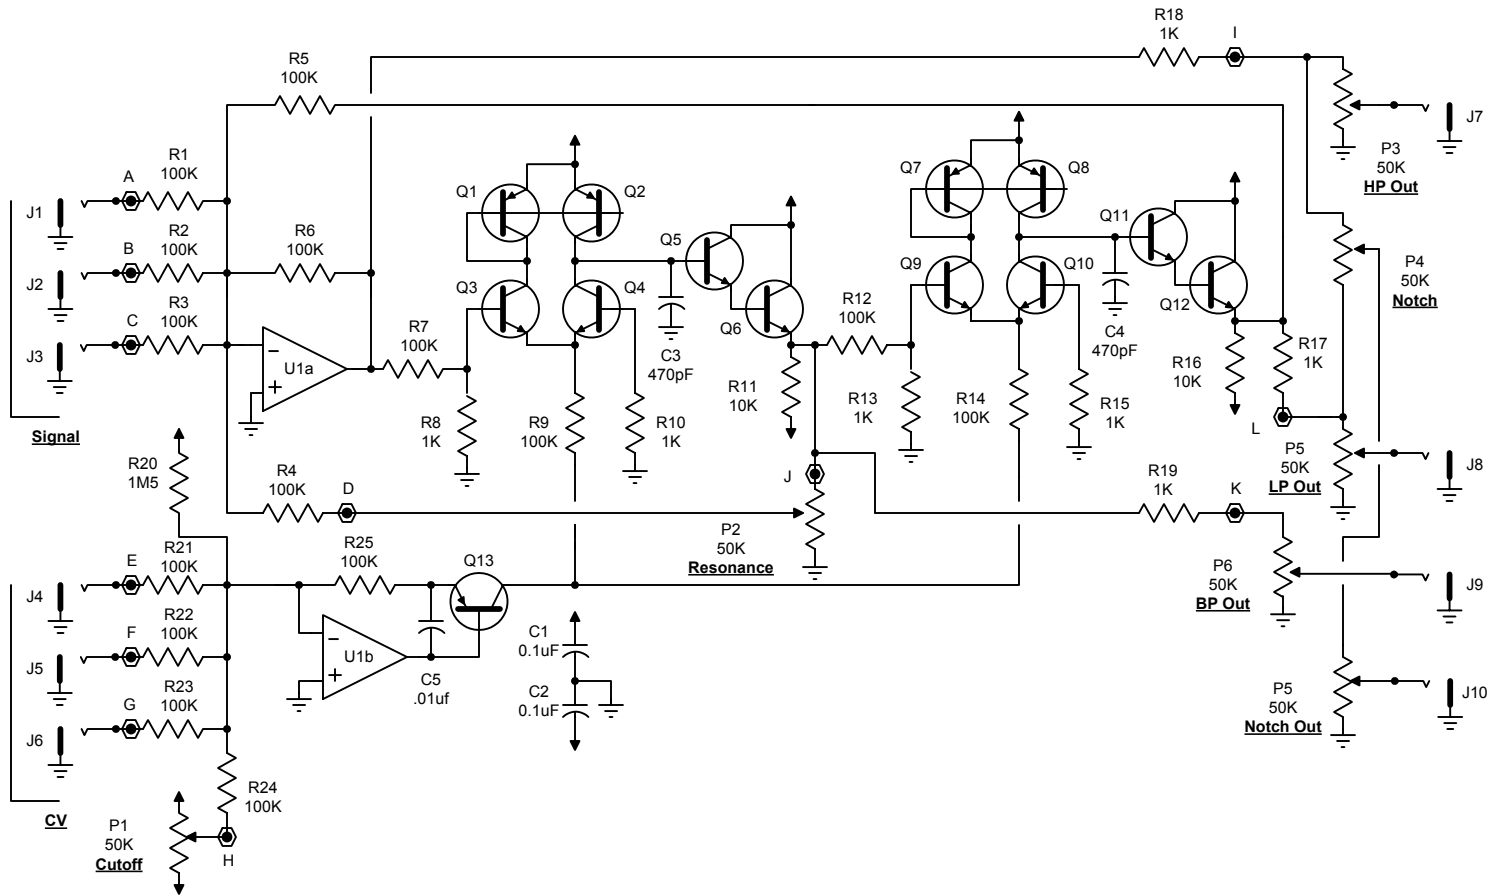 R18
1K
I
R5
100K
J7
P3
50K
HP Out
R1
100K
A
J1
Q1
Q2
Q7
Q8
R2
100K
B
J2
R6
100K
Q5
Q11
P4
50K
Notch
R3
100K
C
J3
Q3
Q4
Q9
Q10
Q6
Q12
R7
100K
R12
100K
C3
470pF
C4
470pF
−
+
U1a
R17
1K
R16
10K
R11
10K
R13
1K
R14
100K
R15
1K
R8
1K
R9
100K
R10
1K
Signal
L
R20
1M5
R4
100K
D
J
R19
1K
K
P5
50K
LP Out
J8
P2
50K
Resonance
R21
100K
E
J4
R25
100K
Q13
P6
50K
BP Out
J9
R22
100K
F
J5
−
+
U1b
C5
.01uf
C1
0.1uF
C2
0.1uF
R23
100K
G
J6
P5
50K
Notch Out
J10
R24
100K
CV
P1
50K
Cutoff
H